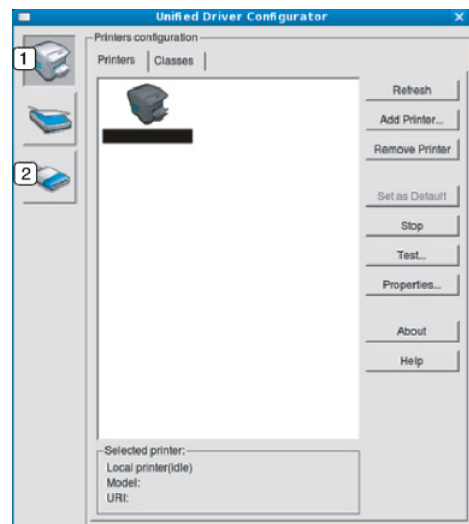 Unified Driver Configurator
Printers configuration
1
Printers
Classes
Refresh
Add Printer...
Remove Printer
2
Set as Default
Stop
Test...
Properties...
About
Help
Selected printer:
Local printer(idle)
Model:
URI: